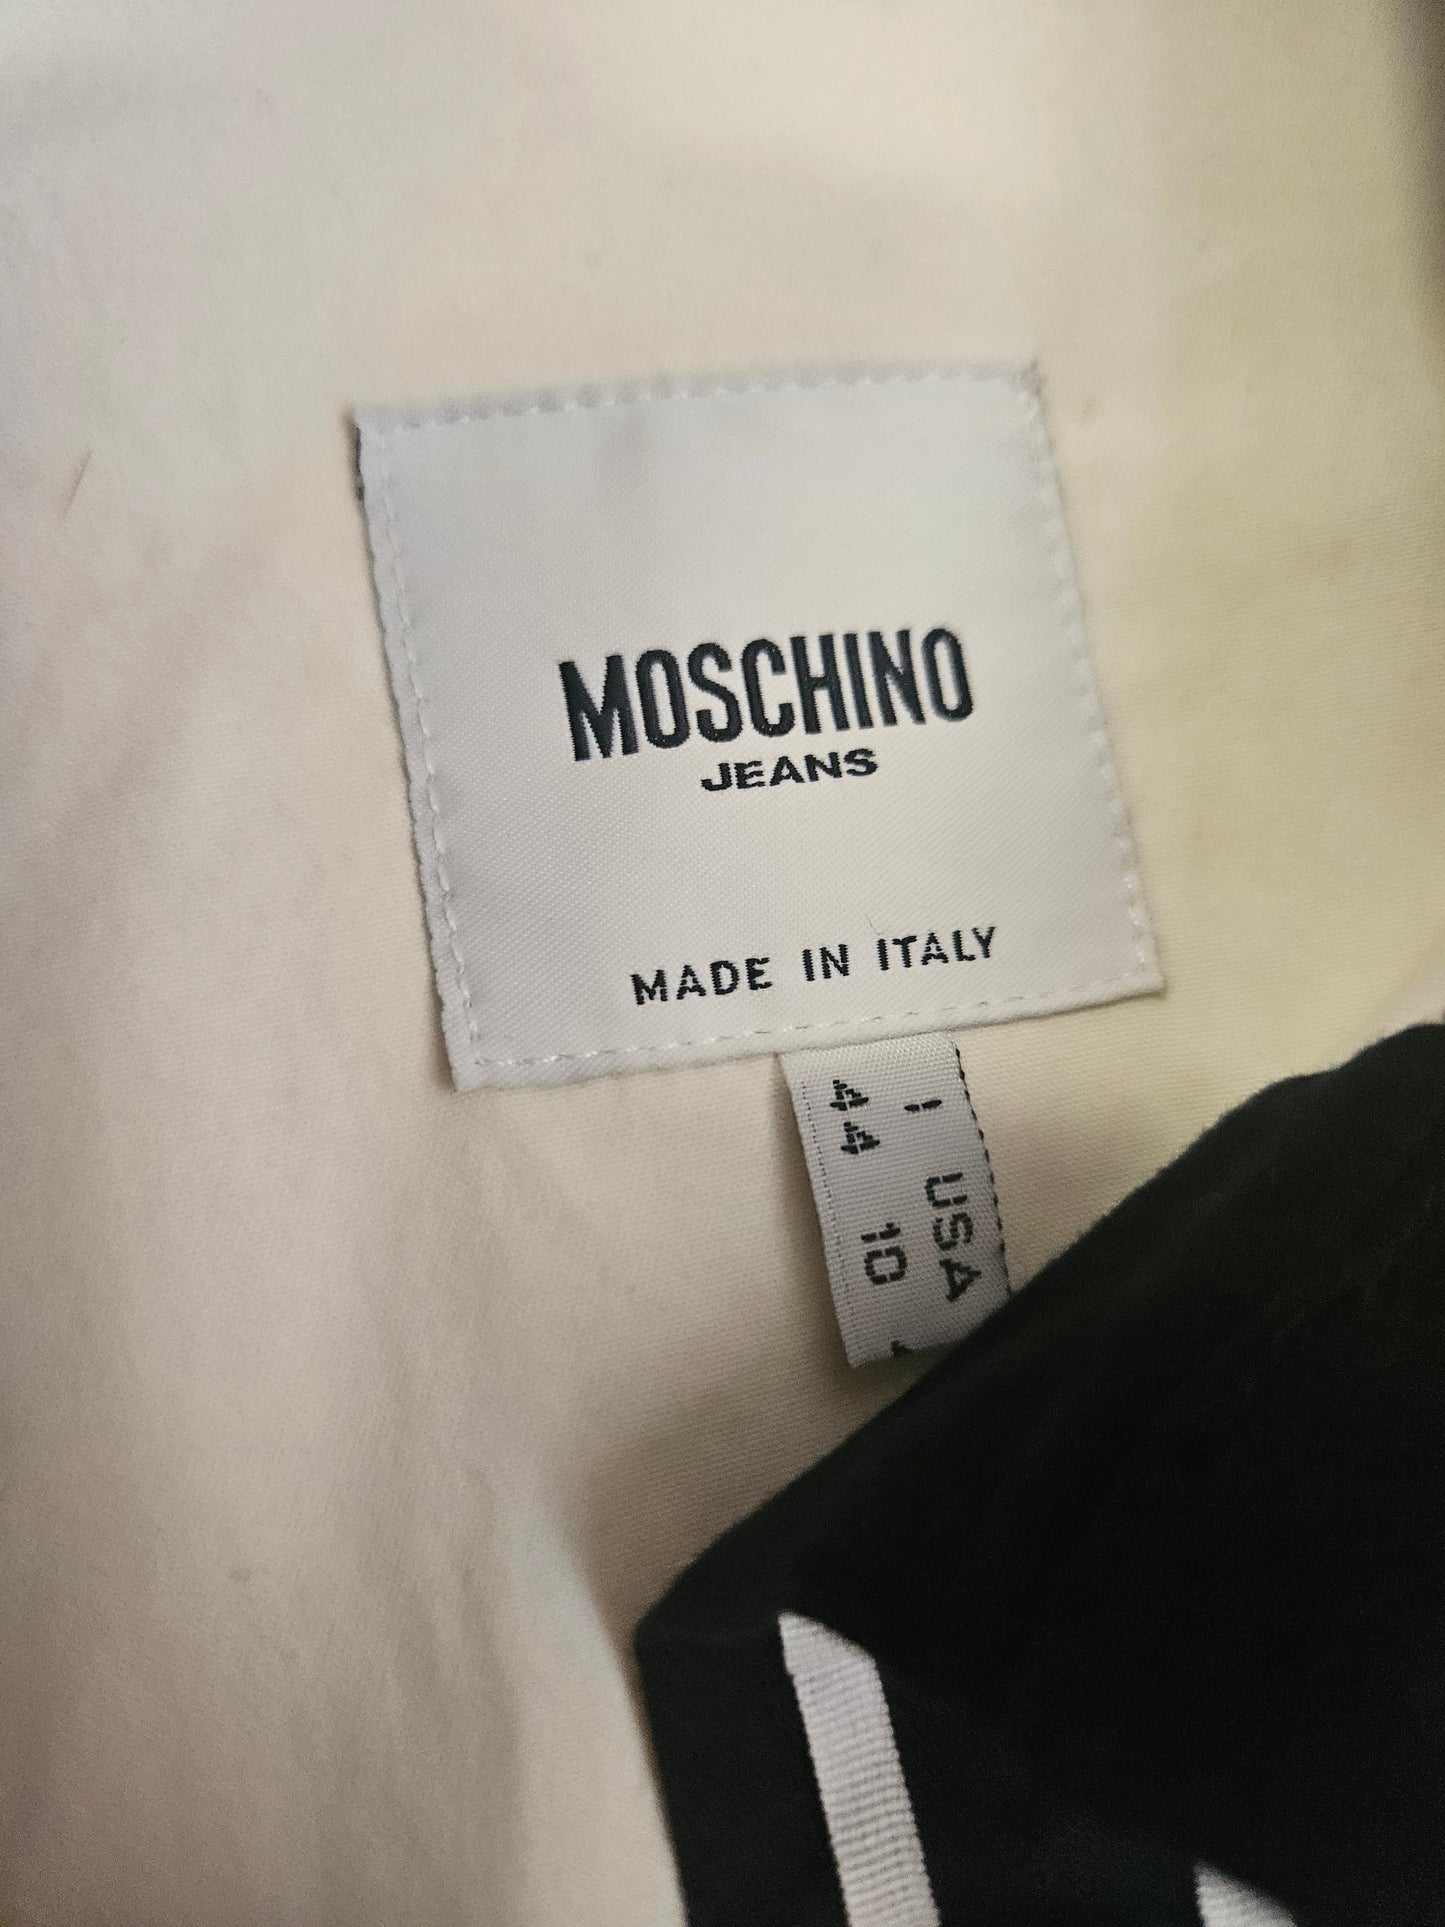 MOSCHINO
JEANS
MADE IN ITALY
I USA
44 10